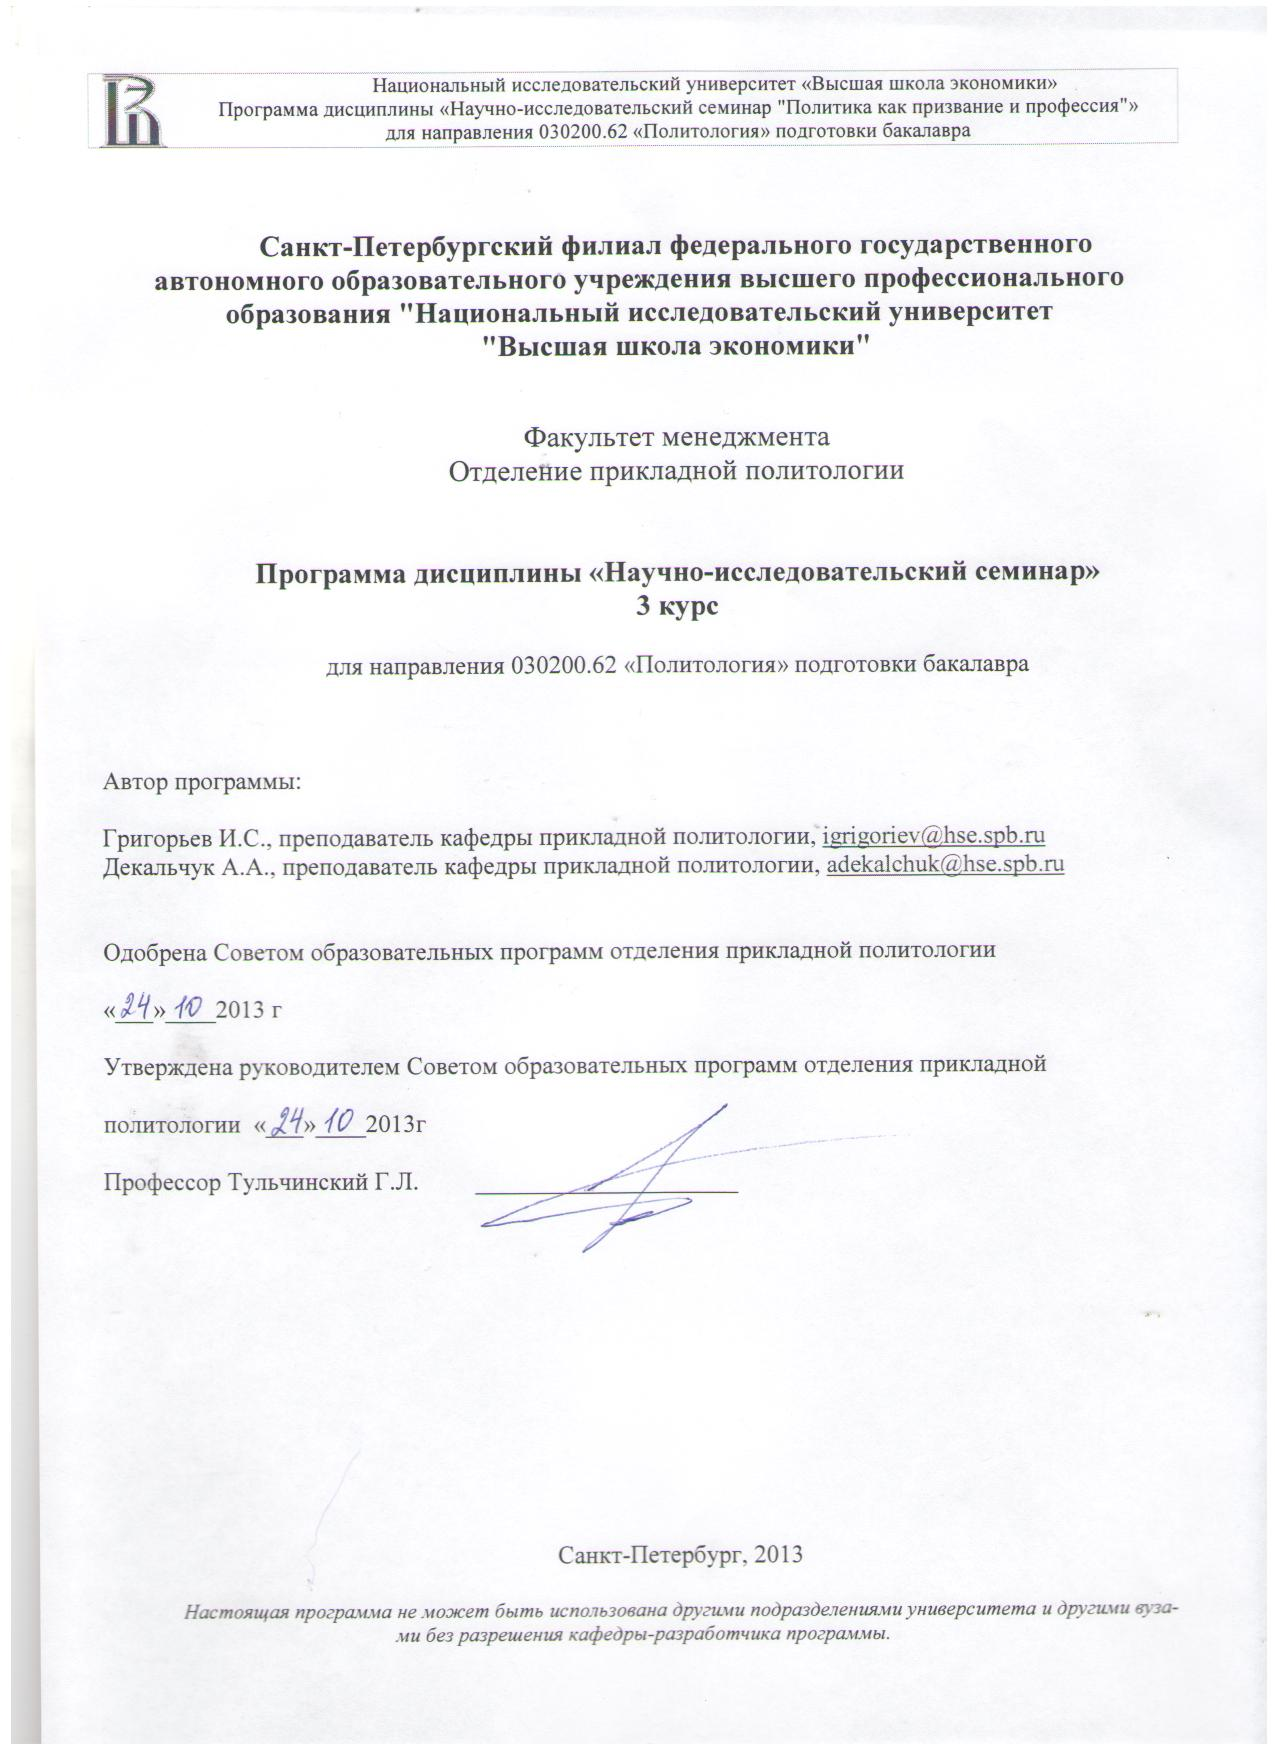 Национальный исследовательский университет «Высшая школа экономики»
Программа дисциплины «Научно-исследовательский семинар "Политика как призвание и профессия"»
для направления 030200.62 «Политология» подготовки бакалавра
Санкт-Петербургский филиал федерального государственного
автономного образовательного учреждения высшего профессионального
образования "Национальный исследовательский университет
"Высшая школа экономики"
Факультет менеджмента
Отделение прикладной политологии
Программа дисциплины «Научно-исследовательский семинар»
3 курс
для направления 030200.62 «Политология» подготовки бакалавра
Автор программы:
Григорьев И.С., преподаватель кафедры прикладной политологии, igrigoriev@hse.spb.ru
Декальчук А.А., преподаватель кафедры прикладной политологии, adekalchuk@hse.spb.ru
Одобрена Советом образовательных программ отделения прикладной политологии
«24» 10 2013 г
Утверждена руководителем Советом образовательных программ отделения прикладной
политологии «24» 10 2013г
Профессор Тульчинский Г.Л. ____________________
Санкт-Петербург, 2013
Настоящая программа не может быть использована другими подразделениями университета и другими вуза-
ми без разрешения кафедры-разработчика программы.